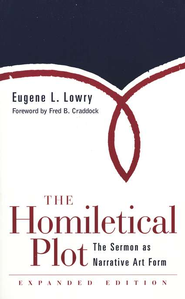 Eugene L. Lowry
Foreword by Fred B. Craddock
THE
Homiletical
Plot
The Sermon as
Narrative Art Form
EXPANDED EDITION